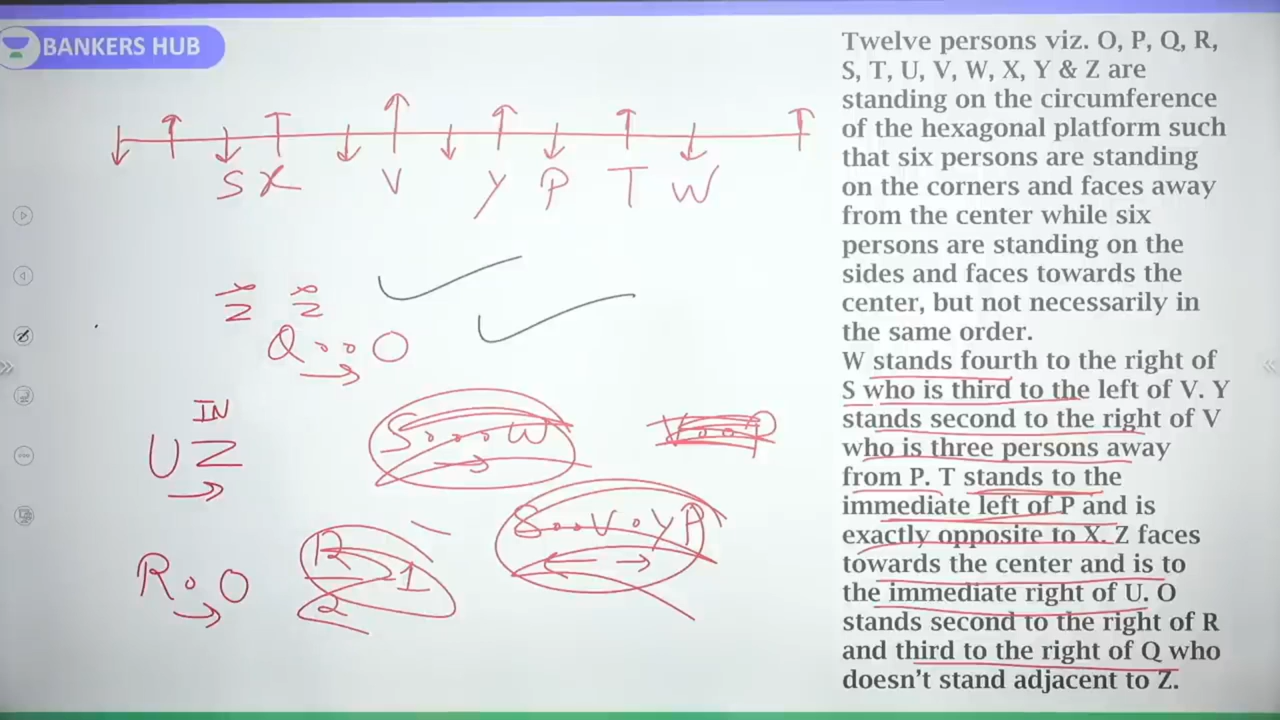 BANKERS HUB
S X V Y P T W
Z Z
Q o o O
IN
U Z
S o o o W
V o o P
S o o V o Y P
R o O
R
2
1
Twelve persons viz. O, P, Q, R,
S, T, U, V, W, X, Y & Z are
standing on the circumference
of the hexagonal platform such
that six persons are standing
on the corners and faces away
from the center while six
persons are standing on the
sides and faces towards the
center, but not necessarily in
the same order.
W stands fourth to the right of
S who is third to the left of V. Y
stands second to the right of V
who is three persons away
from P. T stands to the
immediate left of P and is
exactly opposite to X. Z faces
towards the center and is to
the immediate right of U. O
stands second to the right of R
and third to the right of Q who
doesn't stand adjacent to Z.